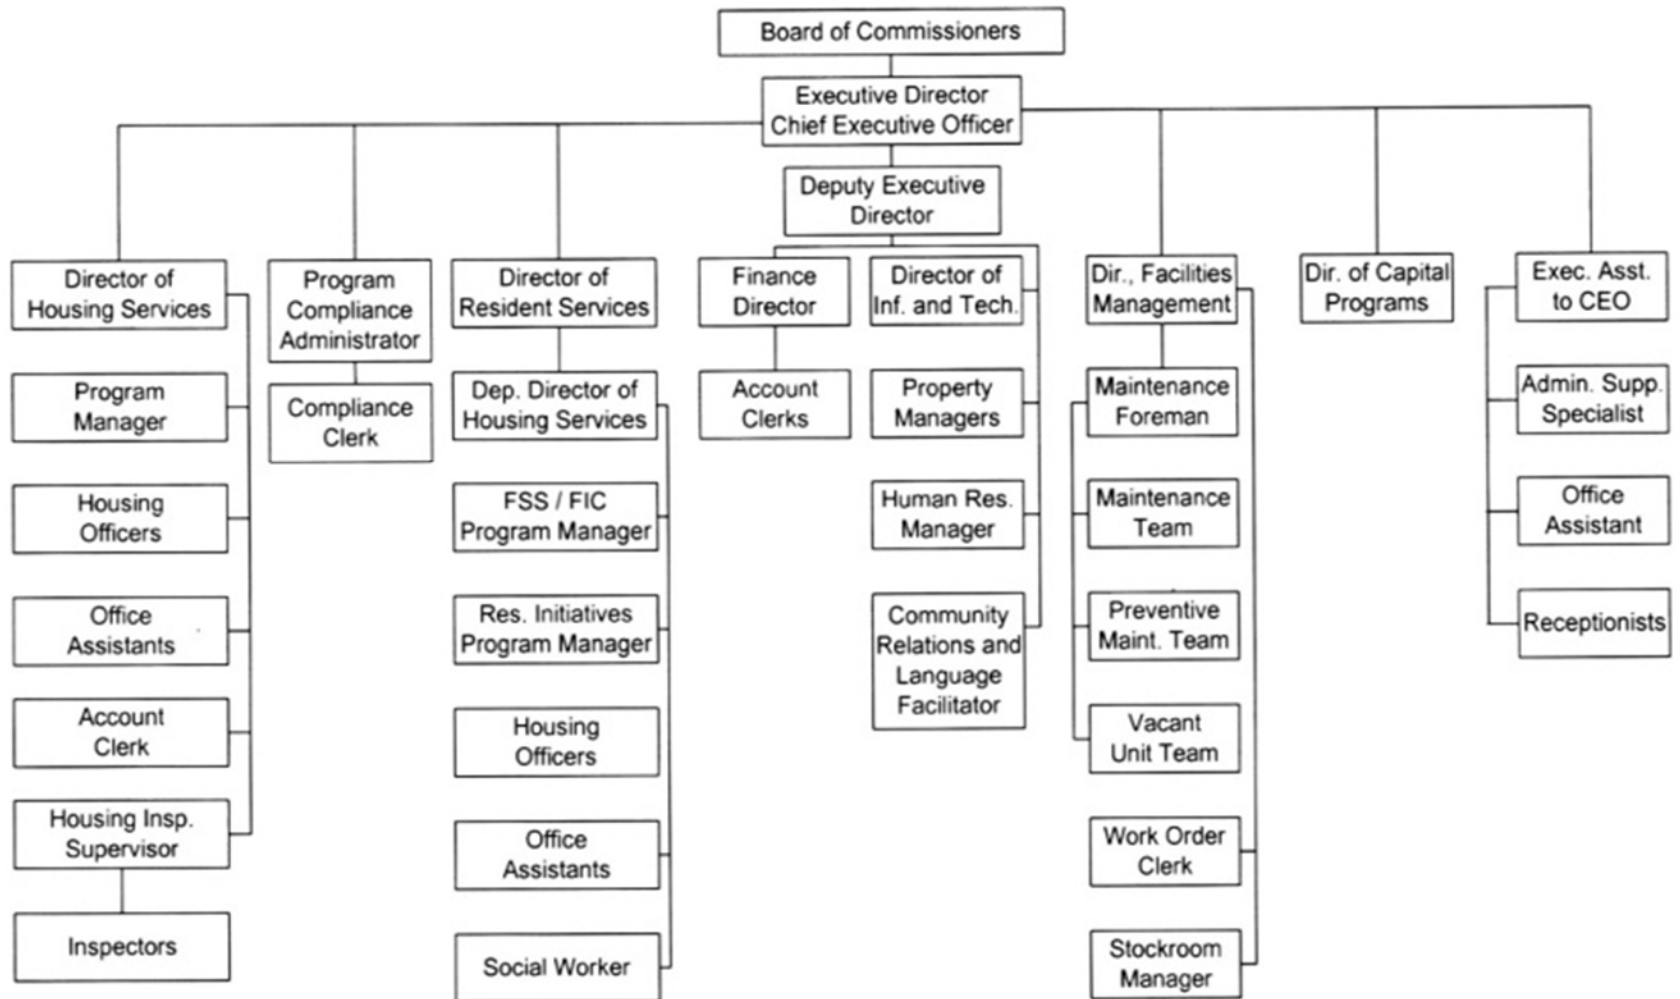 Board of Commissioners
Executive Director
Chief Executive Officer
Deputy Executive
Director
Director of
Housing Services
Program
Manager
Housing
Officers
Office
Assistants
Account
Clerk
Housing Insp.
Supervisor
Inspectors
Program
Compliance
Administrator
Compliance
Clerk
Director of
Resident Services
Dep. Director of
Housing Services
FSS / FIC
Program Manager
Res. Initiatives
Program Manager
Housing
Officers
Office
Assistants
Social Worker
Finance
Director
Account
Clerks
Director of
Inf. and Tech.
Property
Managers
Human Res.
Manager
Community
Relations and
Language
Facilitator
Dir., Facilities
Management
Maintenance
Foreman
Maintenance
Team
Preventive
Maint. Team
Vacant
Unit Team
Work Order
Clerk
Stockroom
Manager
Dir. of Capital
Programs
Exec. Asst.
to CEO
Admin. Supp.
Specialist
Office
Assistant
Receptionists